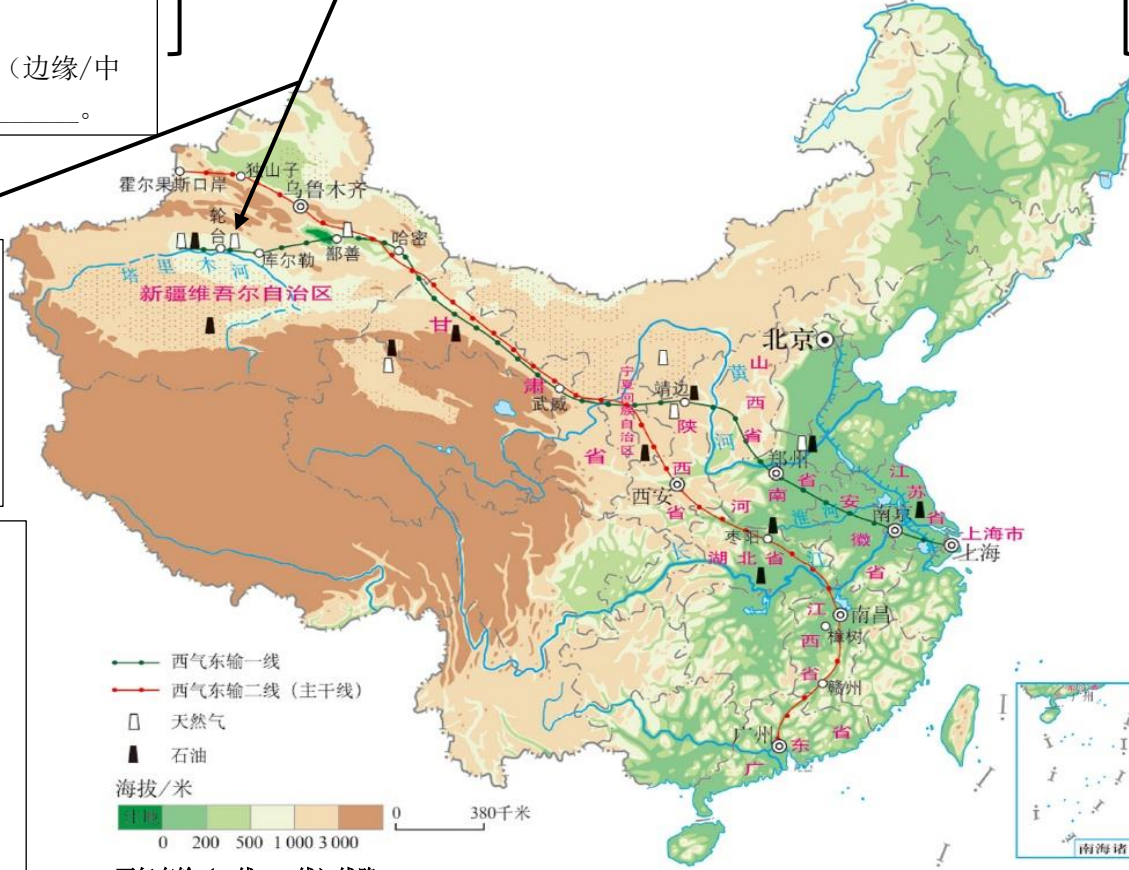 （边缘/中
。
霍尔果斯口岸
独山子
乌鲁木齐
轮台
库尔勒
鄯善
哈密
塔里木河
新疆维吾尔自治区
甘肃省
武威
宁夏回族自治区
靖边
陕西省
山西省
黄河
北京
西安
郑州
河南省
淮河
安徽省
江苏省
南京
上海市
上海
枣阳
湖北省
长江
南昌
江西省
樟树
赣州
广州
广东省
西气东输一线
西气东输二线（主干线）
天然气
石油
海拔/米
洼地
0 200 500 1 000 3 000
0 380千米
广州
南海诸